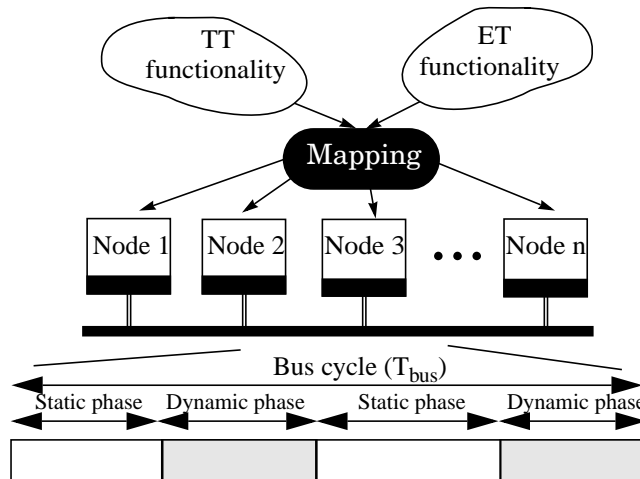 TT
functionality
ET
functionality
Mapping
Node 1
Node 2
Node 3
• • •
Node n
Bus cycle (T_bus)
Static phase
Dynamic phase
Static phase
Dynamic phase